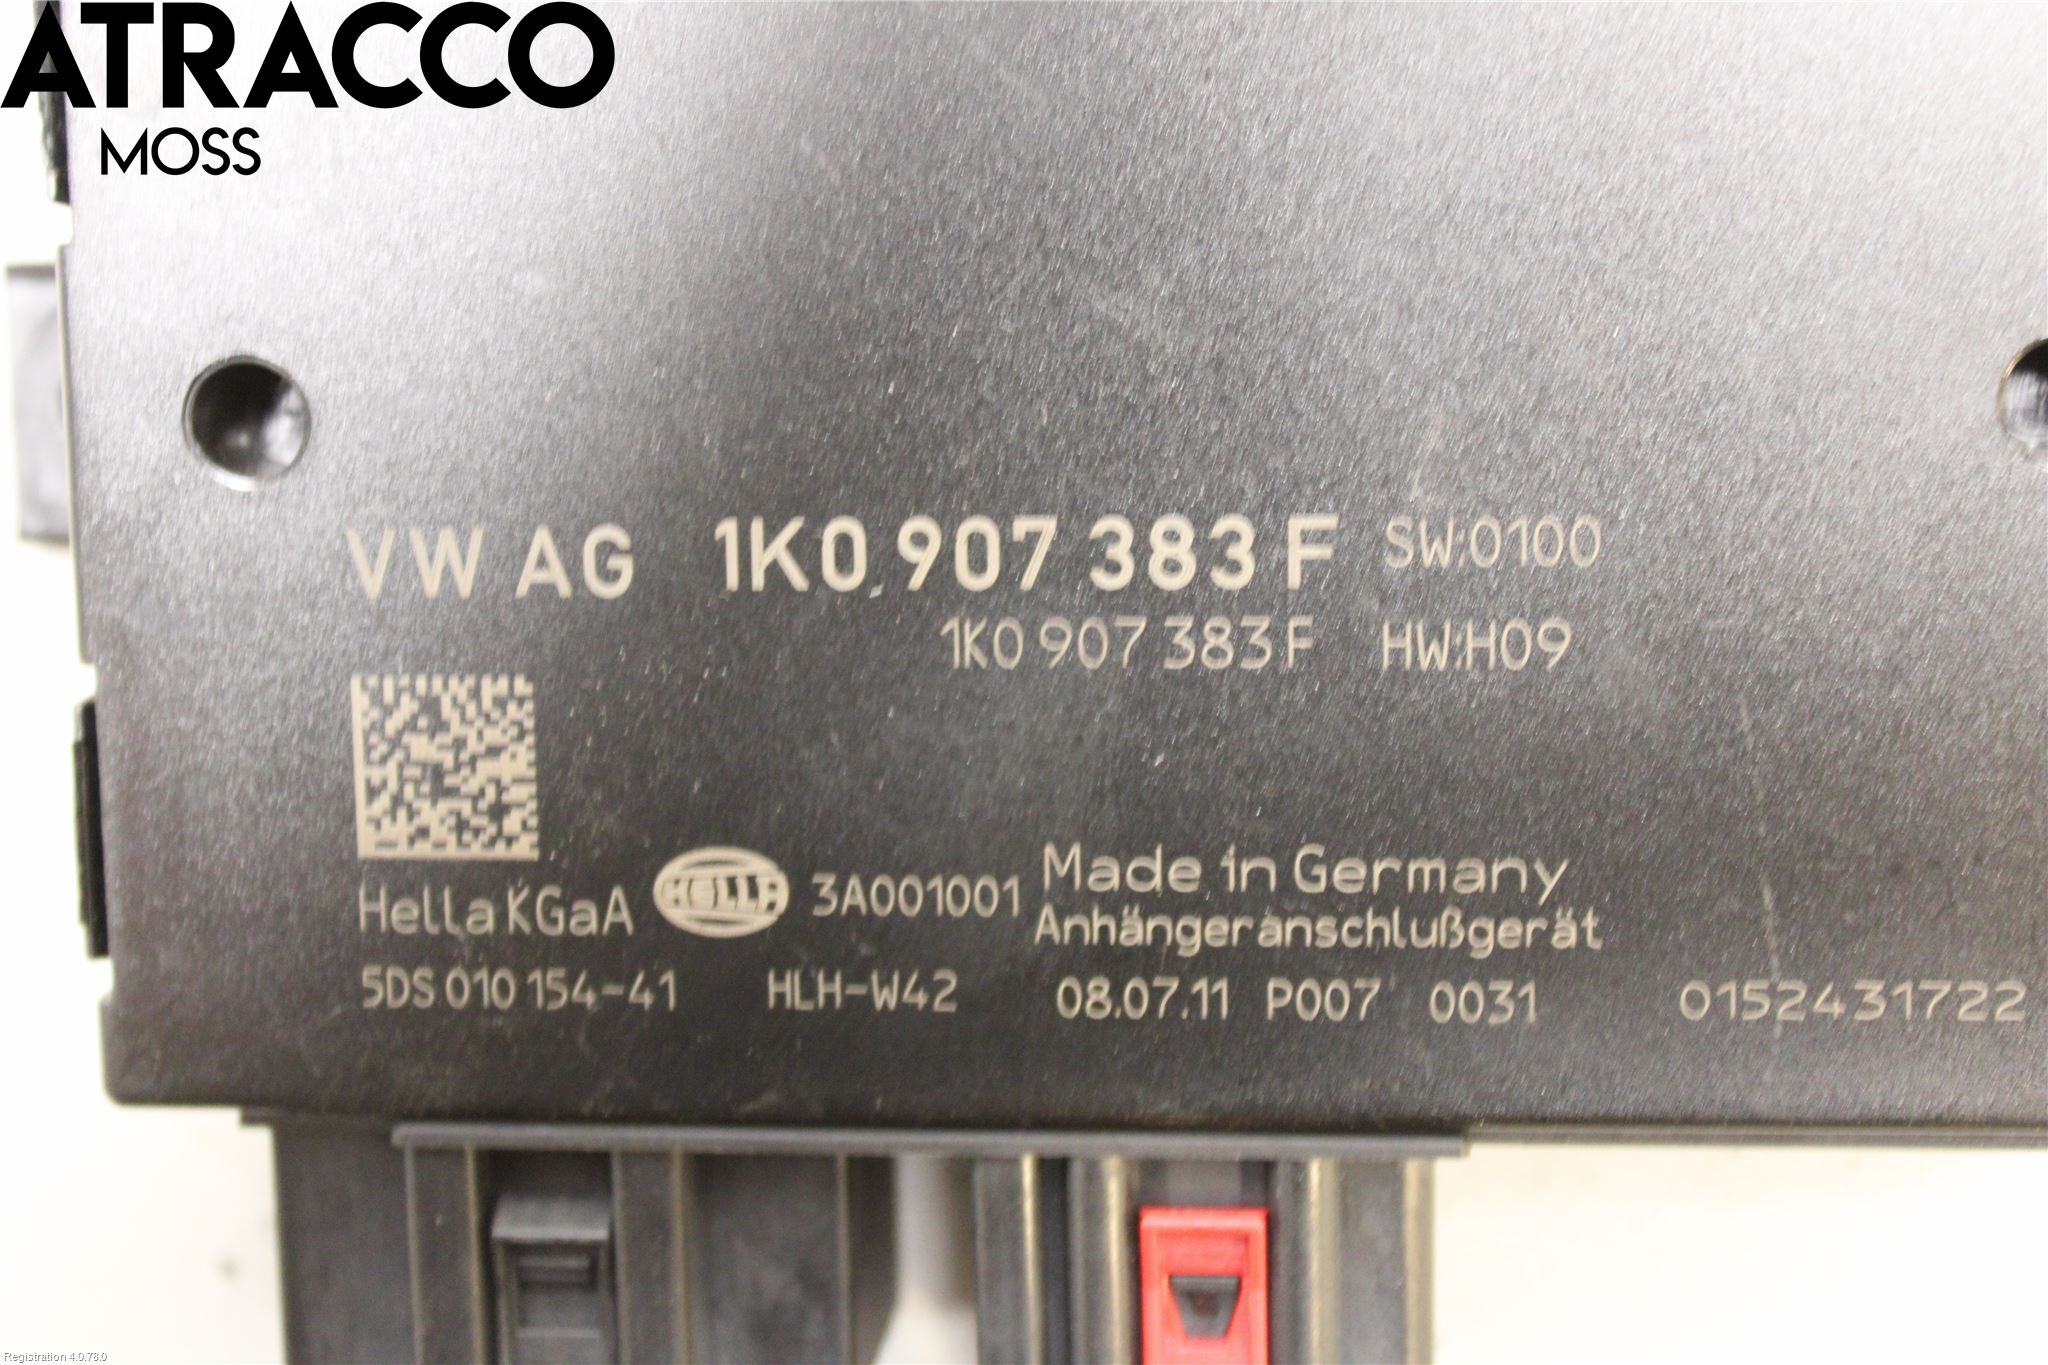 ATRACCO
MOSS
VW AG 1K0 907 383 F SW:0100
1K0 907 383 F HW:H09
Hella KGaA HELLA 3A001001 Made in Germany
Anhängeranschlußgerät
5DS 010 154-41 HLH-W42 08.07.11 P007 0031 0152431722
Registration 4.0.78.0